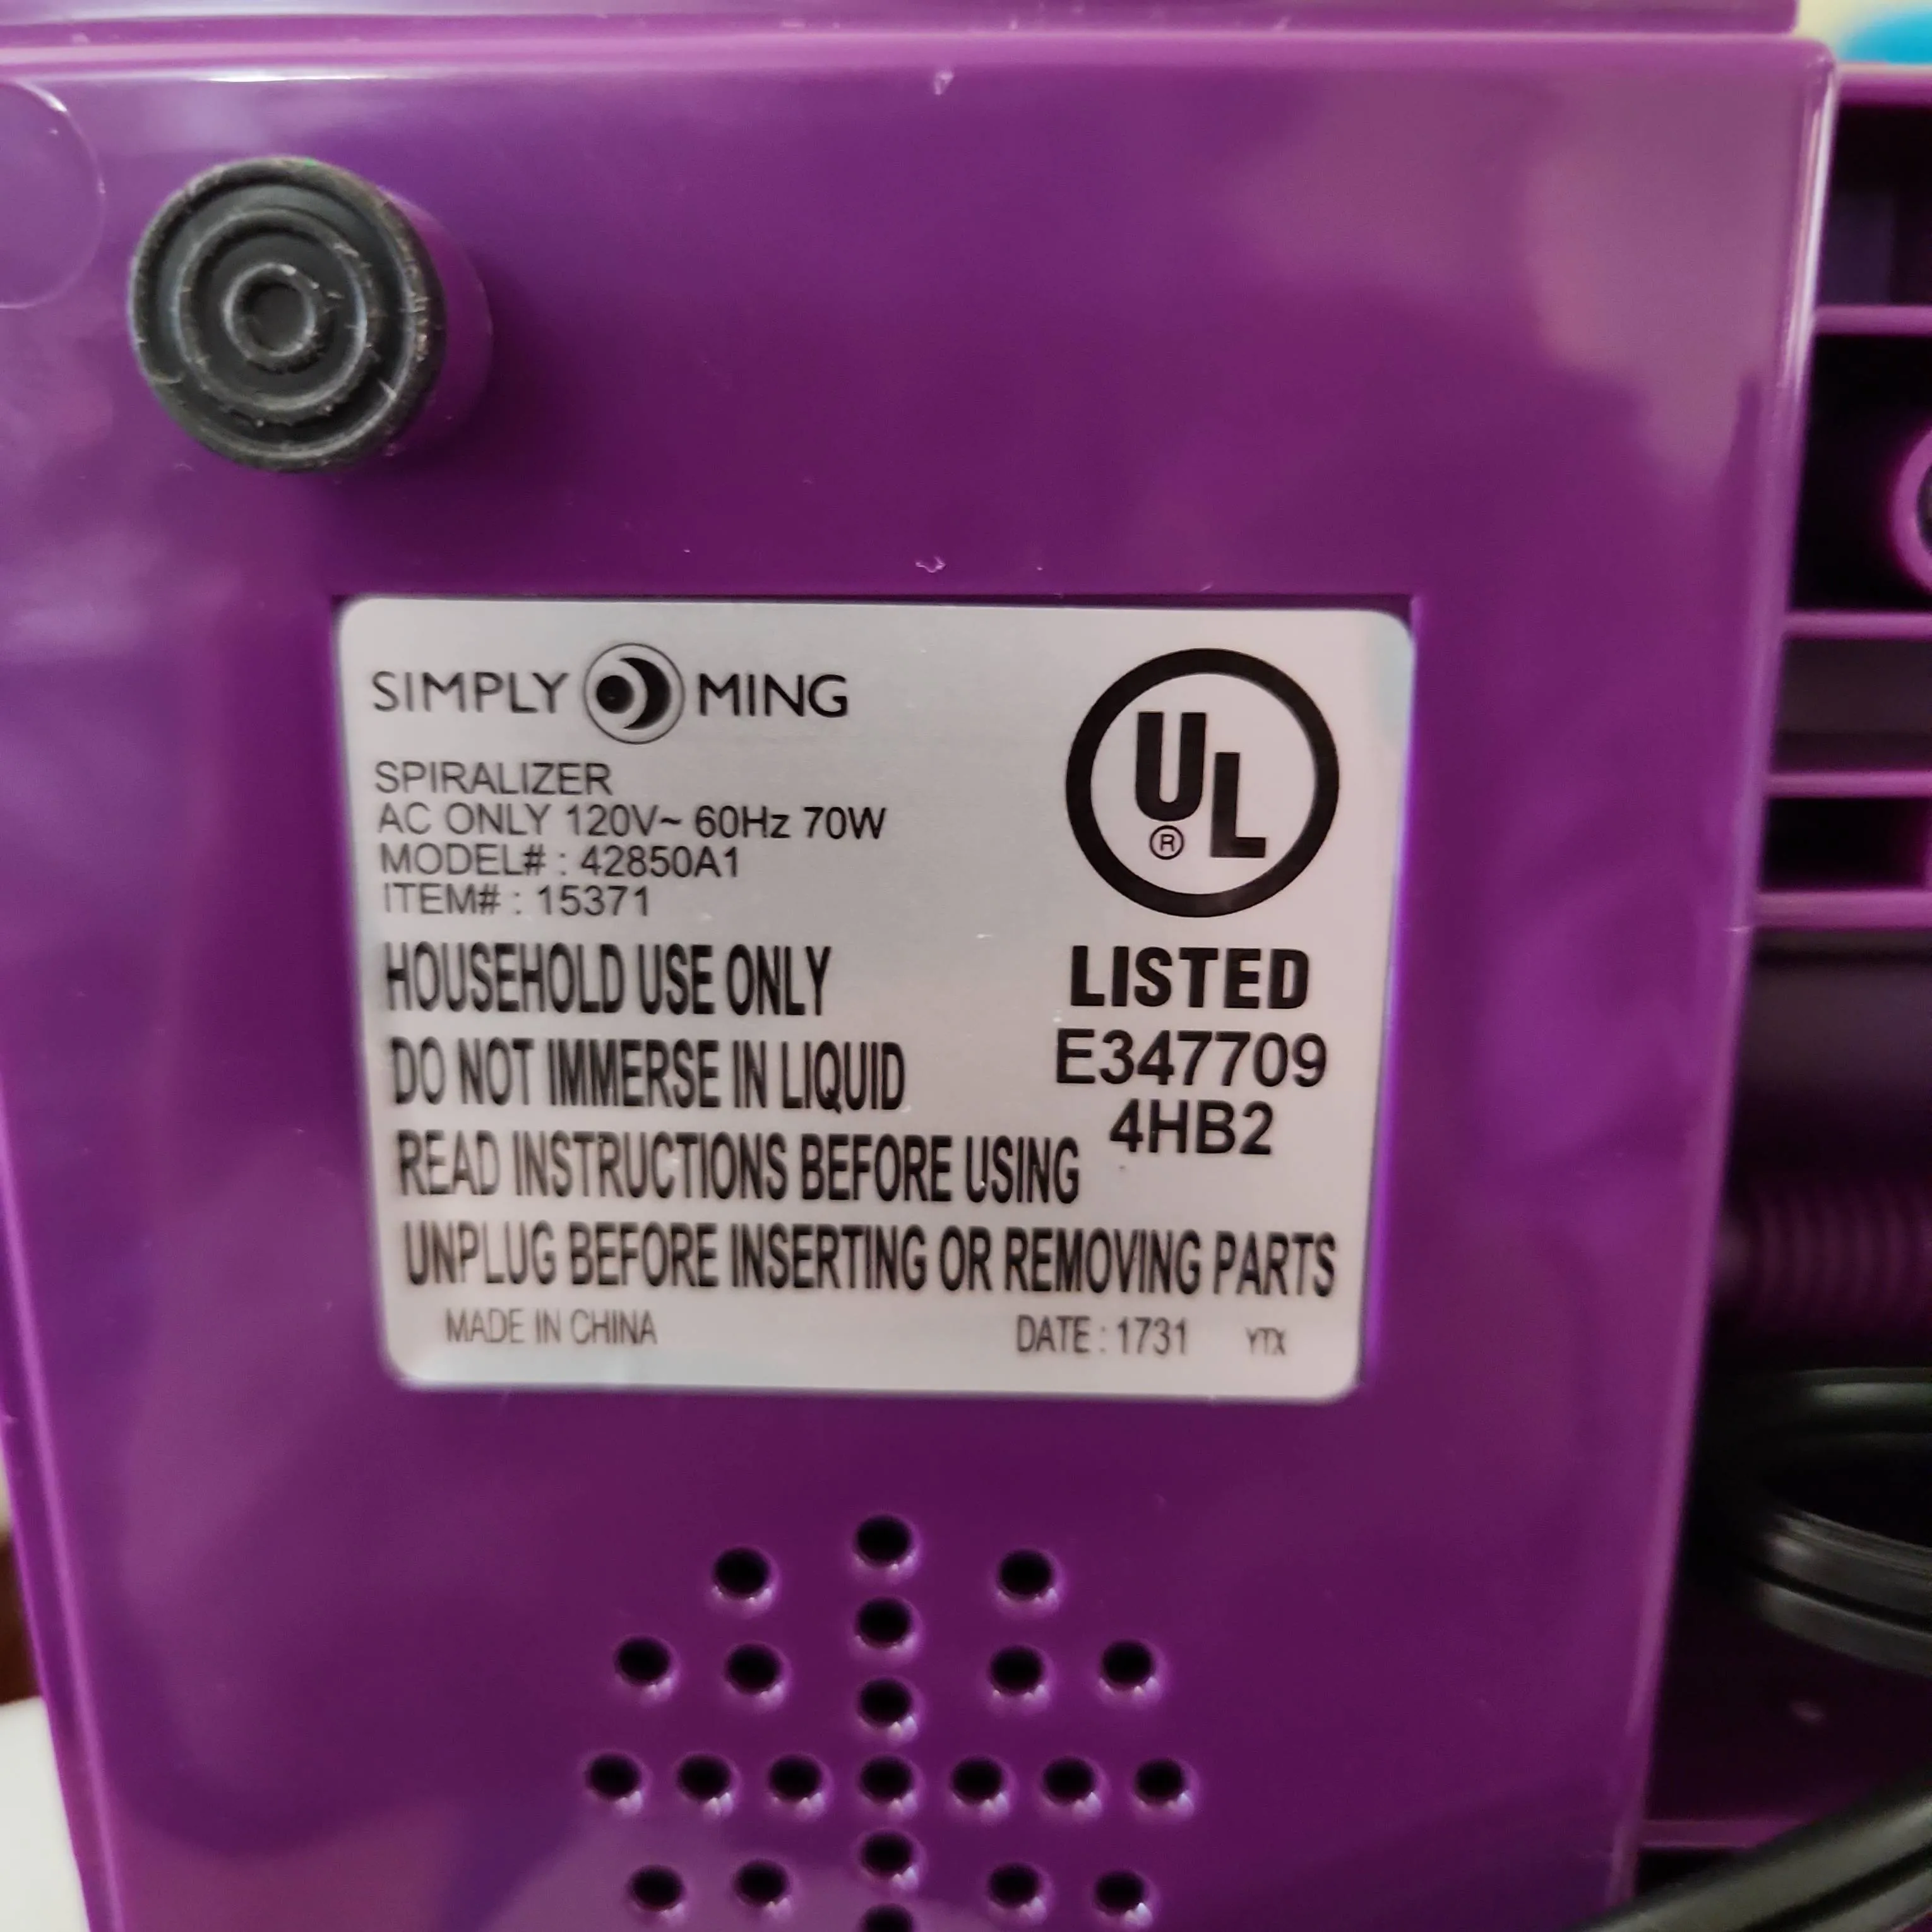 SIMPLY MING
SPIRALIZER
AC ONLY 120V~ 60Hz 70W
MODEL# : 42850A1
ITEM# : 15371
HOUSEHOLD USE ONLY
DO NOT IMMERSE IN LIQUID
READ INSTRUCTIONS BEFORE USING
UNPLUG BEFORE INSERTING OR REMOVING PARTS
MADE IN CHINA
DATE : 1731 YTX
UL ®
LISTED
E347709
4HB2